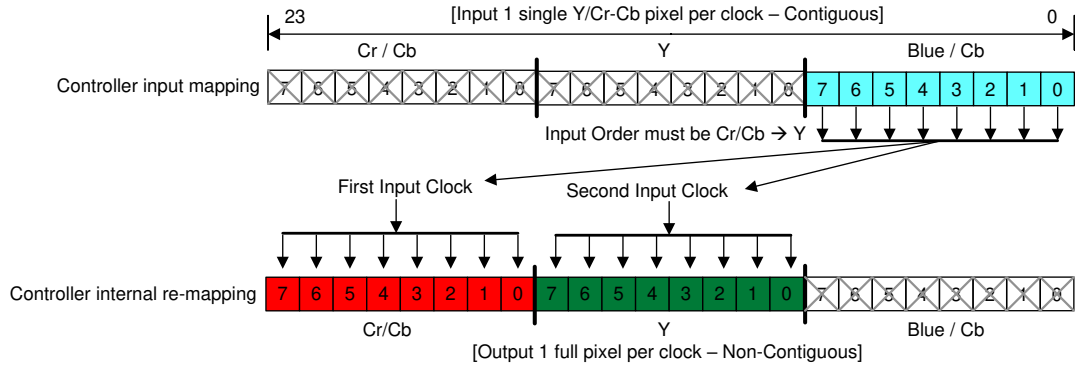 23 [Input 1 single Y/Cr-Cb pixel per clock – Contiguous] 0
Cr / Cb Y Blue / Cb
Controller input mapping 7 6 5 4 3 2 1 0 7 6 5 4 3 2 1 0 7 6 5 4 3 2 1 0
Input Order must be Cr/Cb → Y
First Input Clock Second Input Clock
Controller internal re-mapping 7 6 5 4 3 2 1 0 7 6 5 4 3 2 1 0 7 6 5 4 3 2 1 0
Cr/Cb Y Blue / Cb
[Output 1 full pixel per clock – Non-Contiguous]